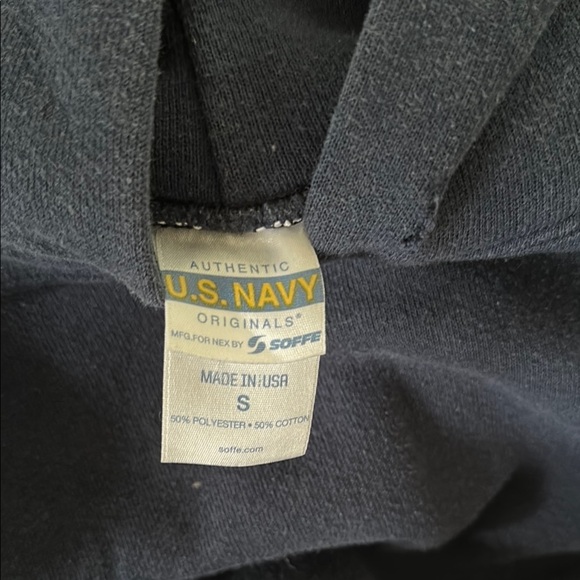 AUTHENTIC
U.S. NAVY
ORIGINALS®
MFG. FOR NEX BY SOFFE
MADE IN USA
S
50% POLYESTER • 50% COTTON
soffe.com